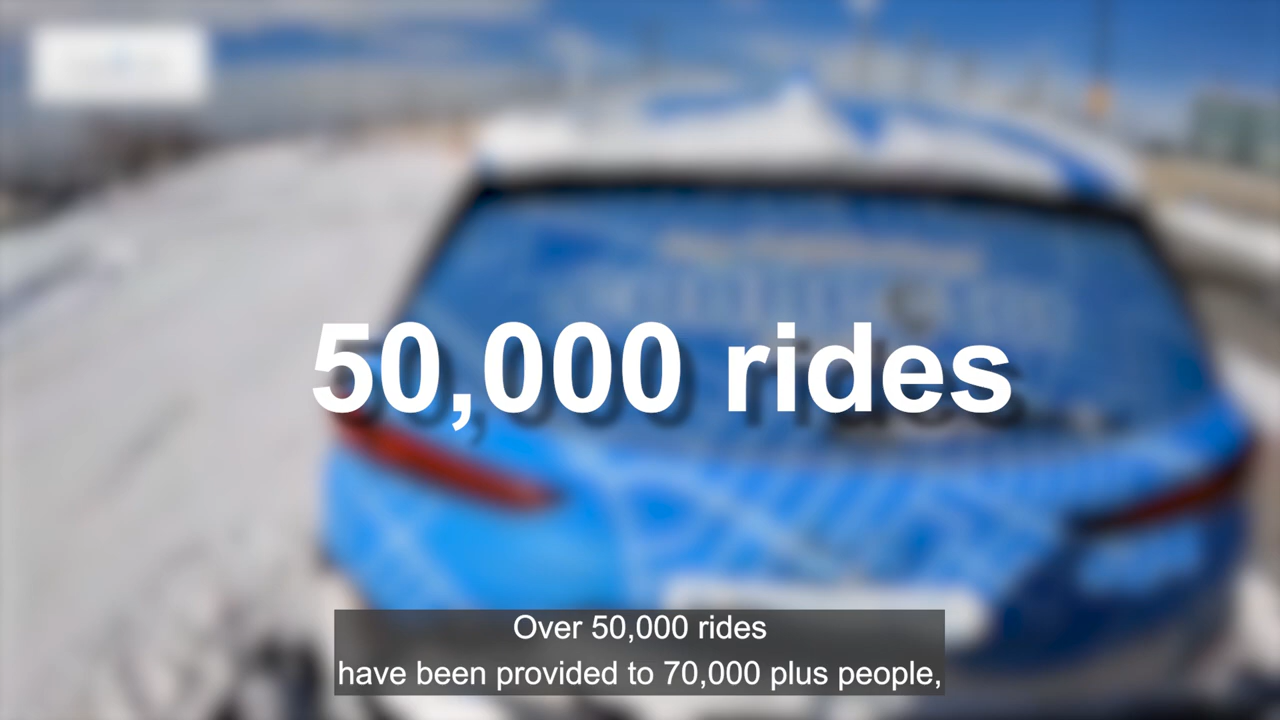 50,000 rides
Over 50,000 rides
have been provided to 70,000 plus people,